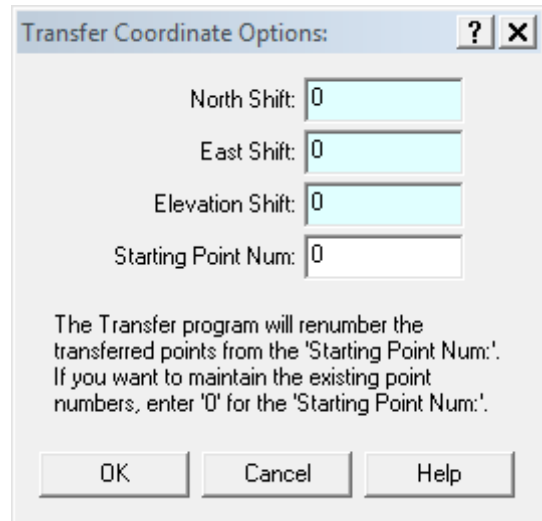 Transfer Coordinate Options: ? X
North Shift: 0
East Shift: 0
Elevation Shift: 0
Starting Point Num: 0
The Transfer program will renumber the
transferred points from the 'Starting Point Num:'.
If you want to maintain the existing point
numbers, enter '0' for the 'Starting Point Num:'.
OK Cancel Help